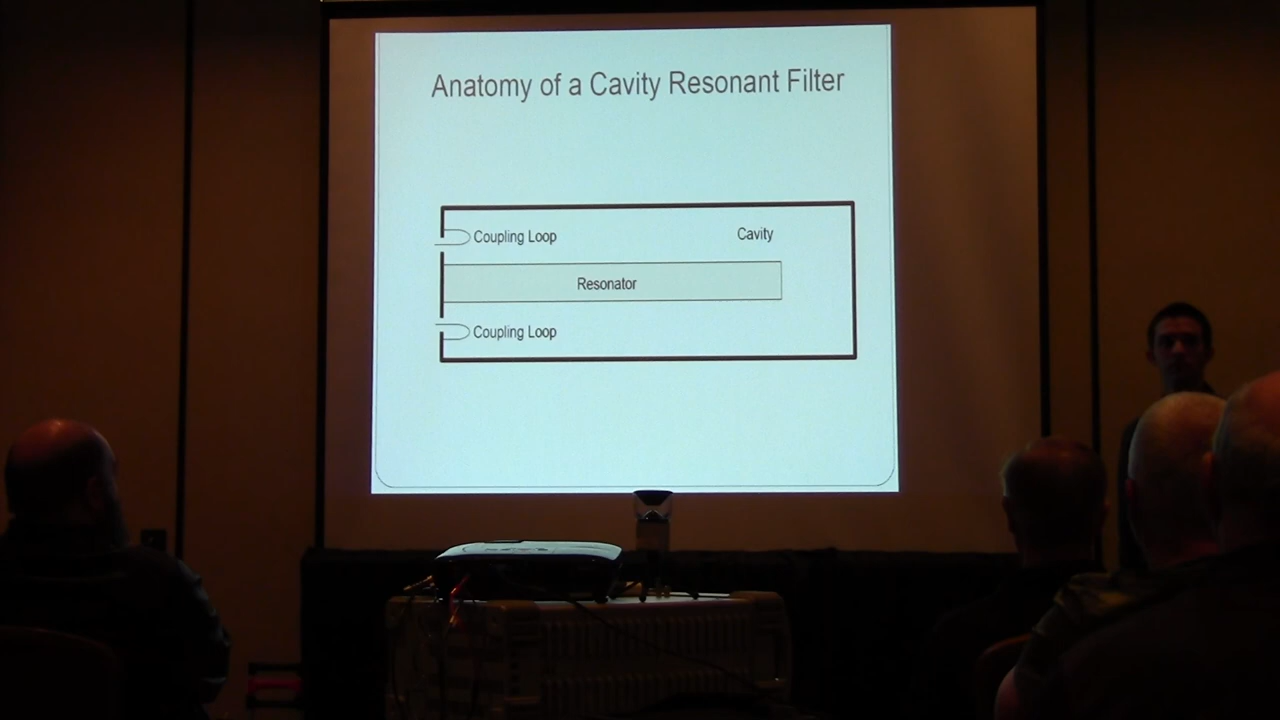 Anatomy of a Cavity Resonant Filter
Coupling Loop
Cavity
Resonator
Coupling Loop